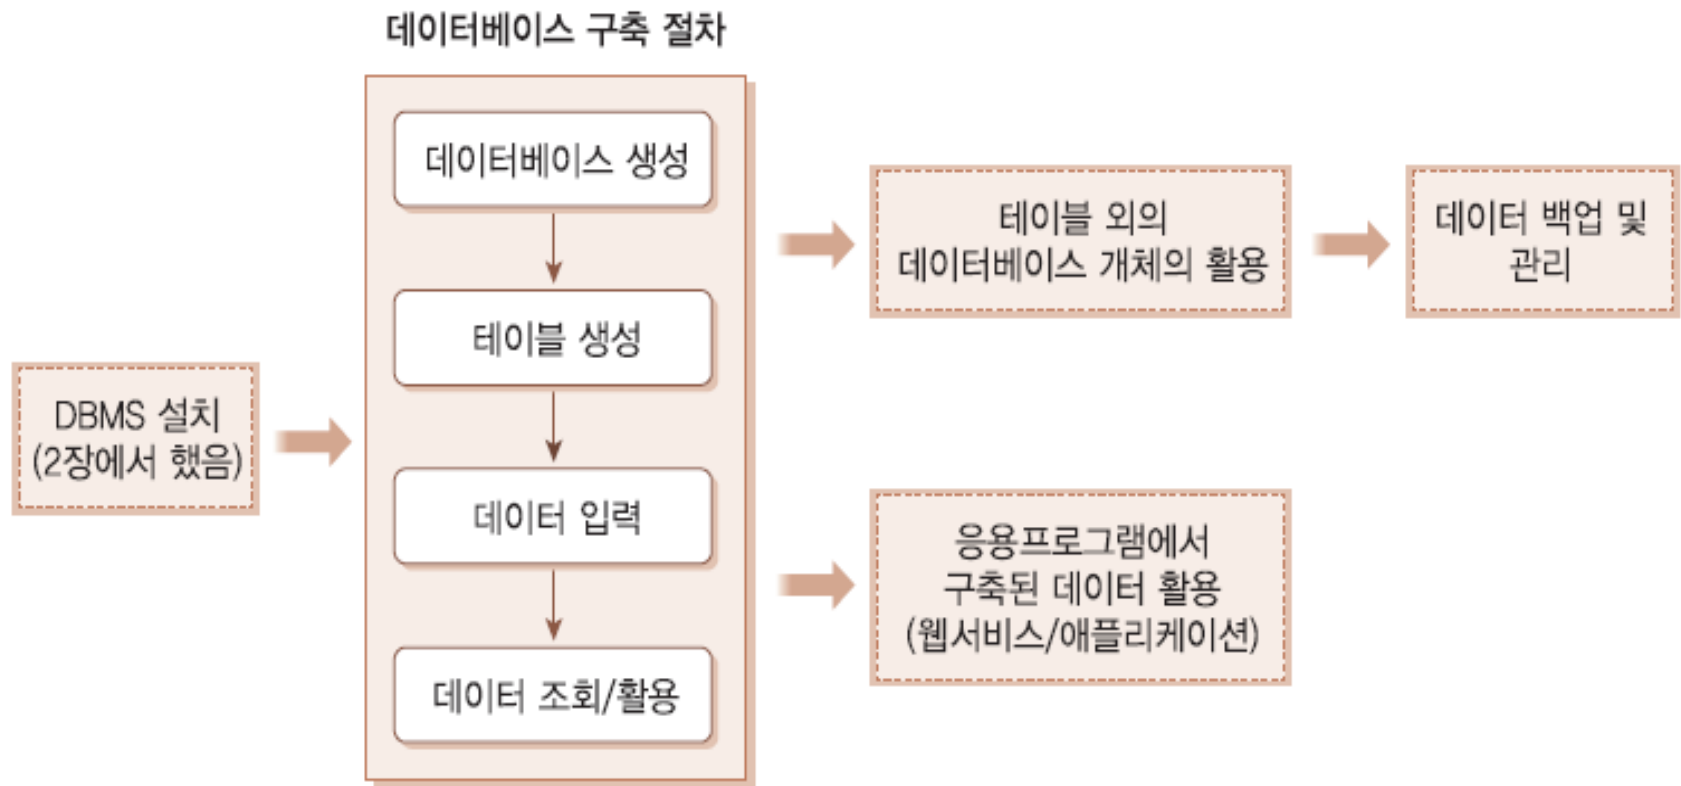 데이터베이스 구축 절차
DBMS 설치
(2장에서 했음)
데이터베이스 생성
테이블 생성
데이터 입력
데이터 조회/활용
테이블 외의
데이터베이스 개체의 활용
데이터 백업 및
관리
응용프로그램에서
구축된 데이터 활용
(웹서비스/애플리케이션)